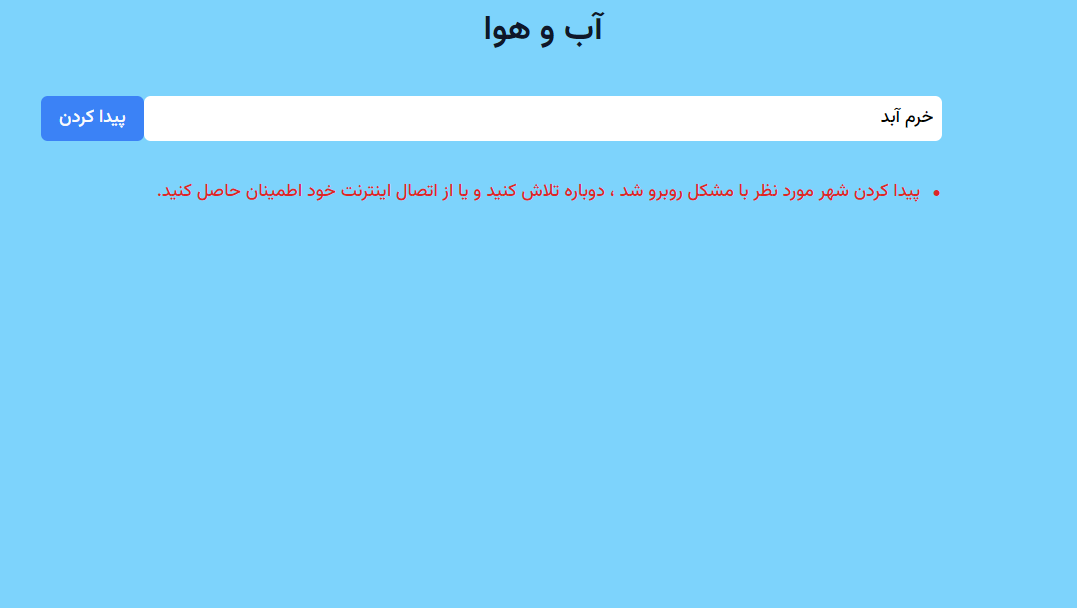 آب و هوا
خرم آبد
پیدا کردن
• پیدا کردن شهر مورد نظر با مشکل روبرو شد ، دوباره تلاش کنید و یا از اتصال اینترنت خود اطمینان حاصل کنید.